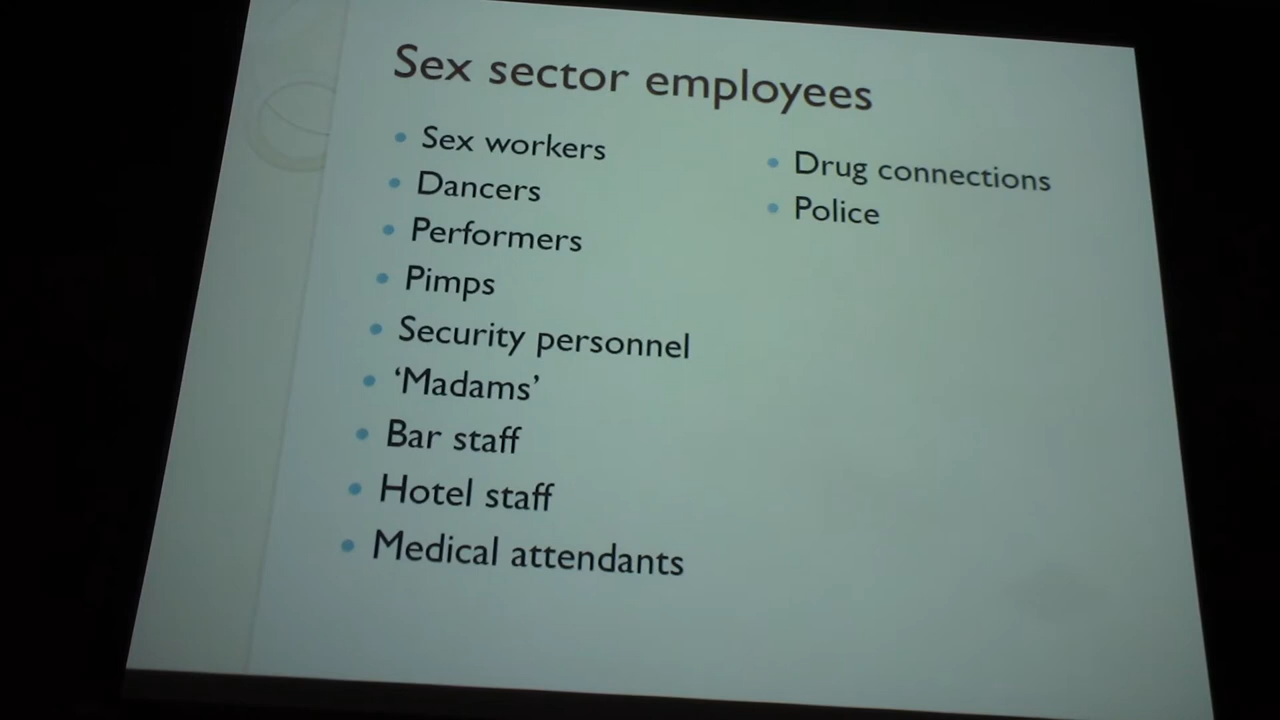 Sex sector employees
• Sex workers
• Dancers
• Performers
• Pimps
• Security personnel
• ‘Madams’
• Bar staff
• Hotel staff
• Medical attendants
• Drug connections
• Police